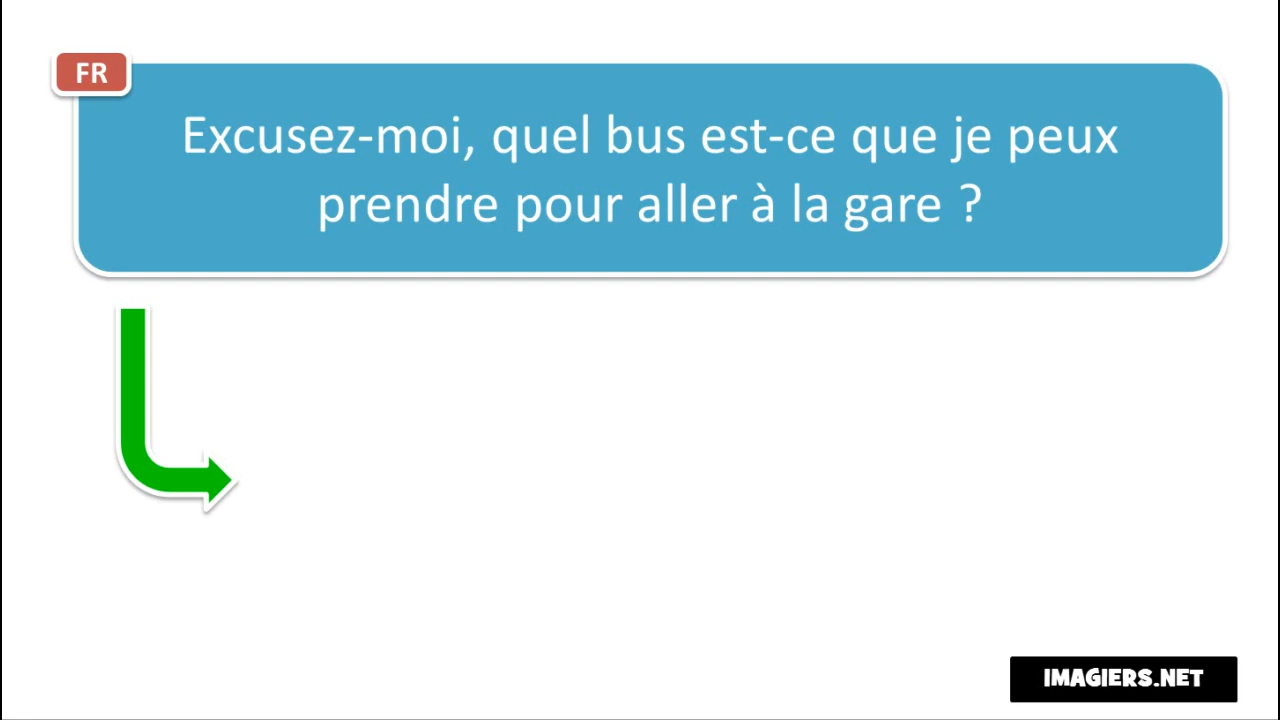 FR
Excusez-moi, quel bus est-ce que je peux
prendre pour aller à la gare ?
IMAGIERS.NET